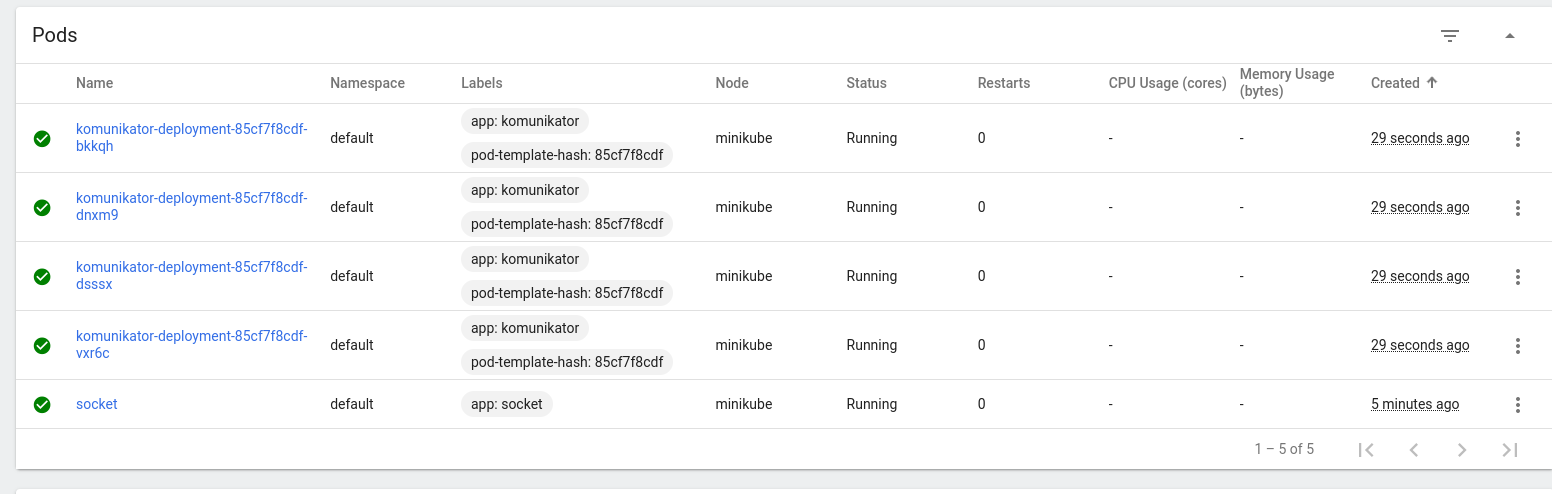 Pods
Name Namespace Labels Node Status Restarts CPU Usage (cores) Memory Usage (bytes) Created
komunikator-deployment-85cf7f8cdf-
bkkqh
default
app: komunikator
pod-template-hash: 85cf7f8cdf
minikube Running 0 - - 29 seconds ago
komunikator-deployment-85cf7f8cdf-
dnxm9
default
app: komunikator
pod-template-hash: 85cf7f8cdf
minikube Running 0 - - 29 seconds ago
komunikator-deployment-85cf7f8cdf-
dsssx
default
app: komunikator
pod-template-hash: 85cf7f8cdf
minikube Running 0 - - 29 seconds ago
komunikator-deployment-85cf7f8cdf-
vxr6c
default
app: komunikator
pod-template-hash: 85cf7f8cdf
minikube Running 0 - - 29 seconds ago
socket default app: socket minikube Running 0 - - 5 minutes ago
1 – 5 of 5